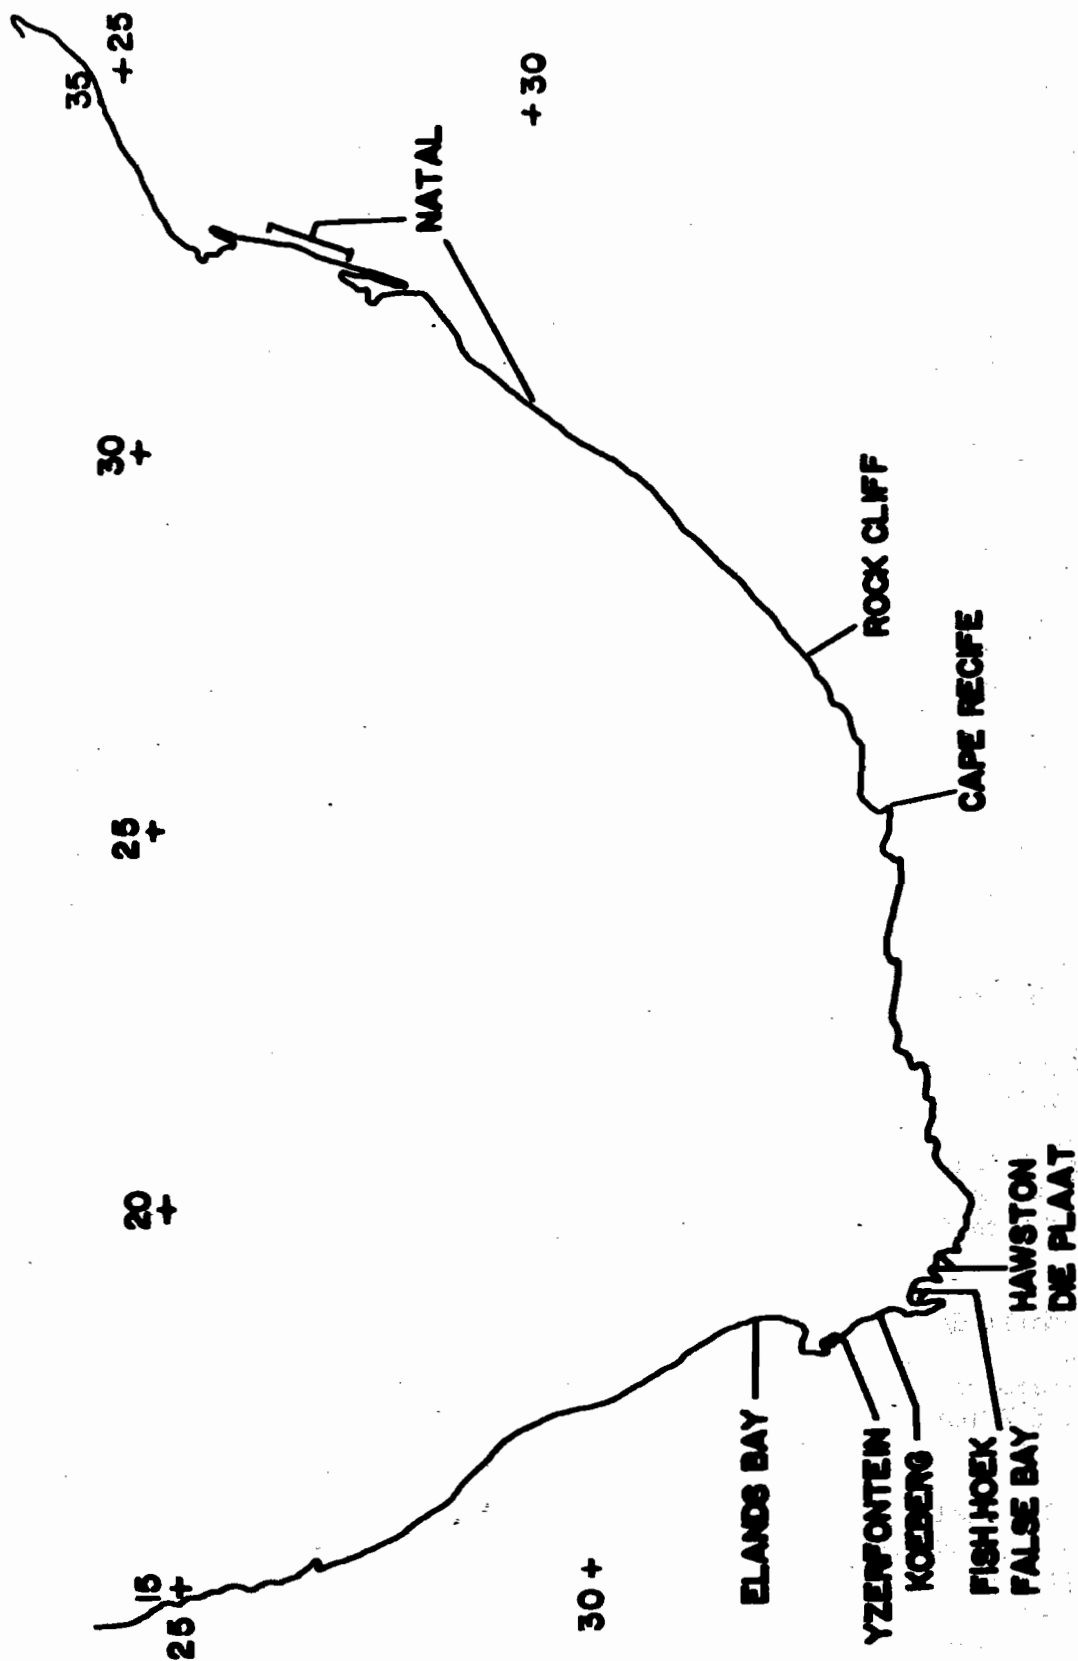 15
25 +
20
+
25
+
30
+
35
+ 25
30 +
+ 30
NATAL
ELANDS BAY
YZERFONTEIN
KOEBERG
FISH HOEK
FALSE BAY
HAWSTON
DIE PLAAT
CAPE RECIFE
ROCK CLIFF